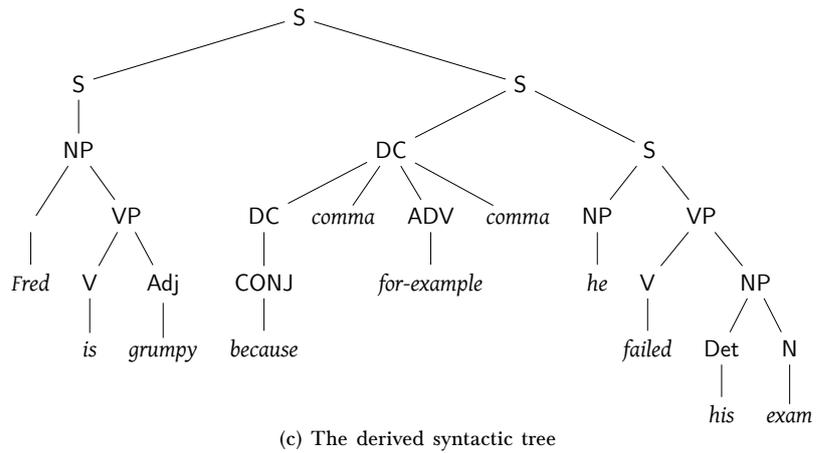 S
S S
NP DC S
VP DC comma ADV comma NP VP
Fred V Adj CONJ for-example he V NP
is grumpy because failed Det N
his exam
(c) The derived syntactic tree